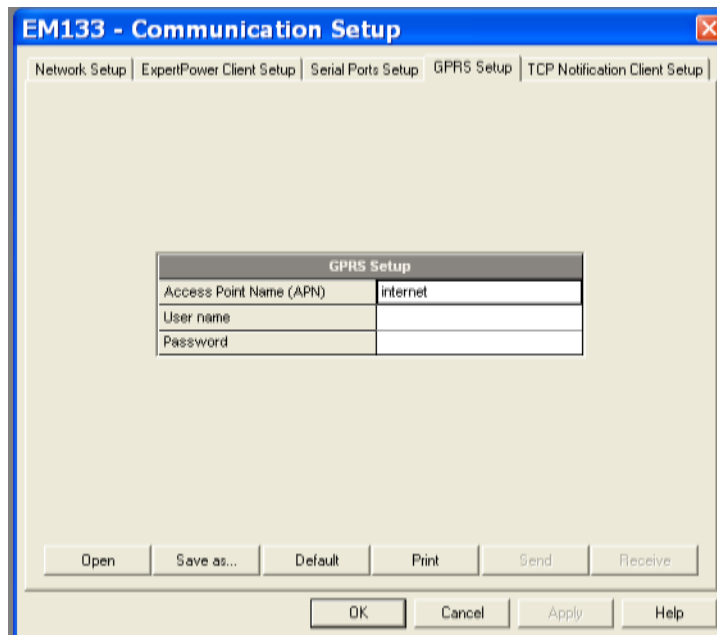 EM133 - Communication Setup
Network Setup ExpertPower Client Setup Serial Ports Setup GPRS Setup TCP Notification Client Setup
GPRS Setup
Access Point Name (APN) internet
User name
Password
Open Save as... Default Print Send Receive
OK Cancel Apply Help